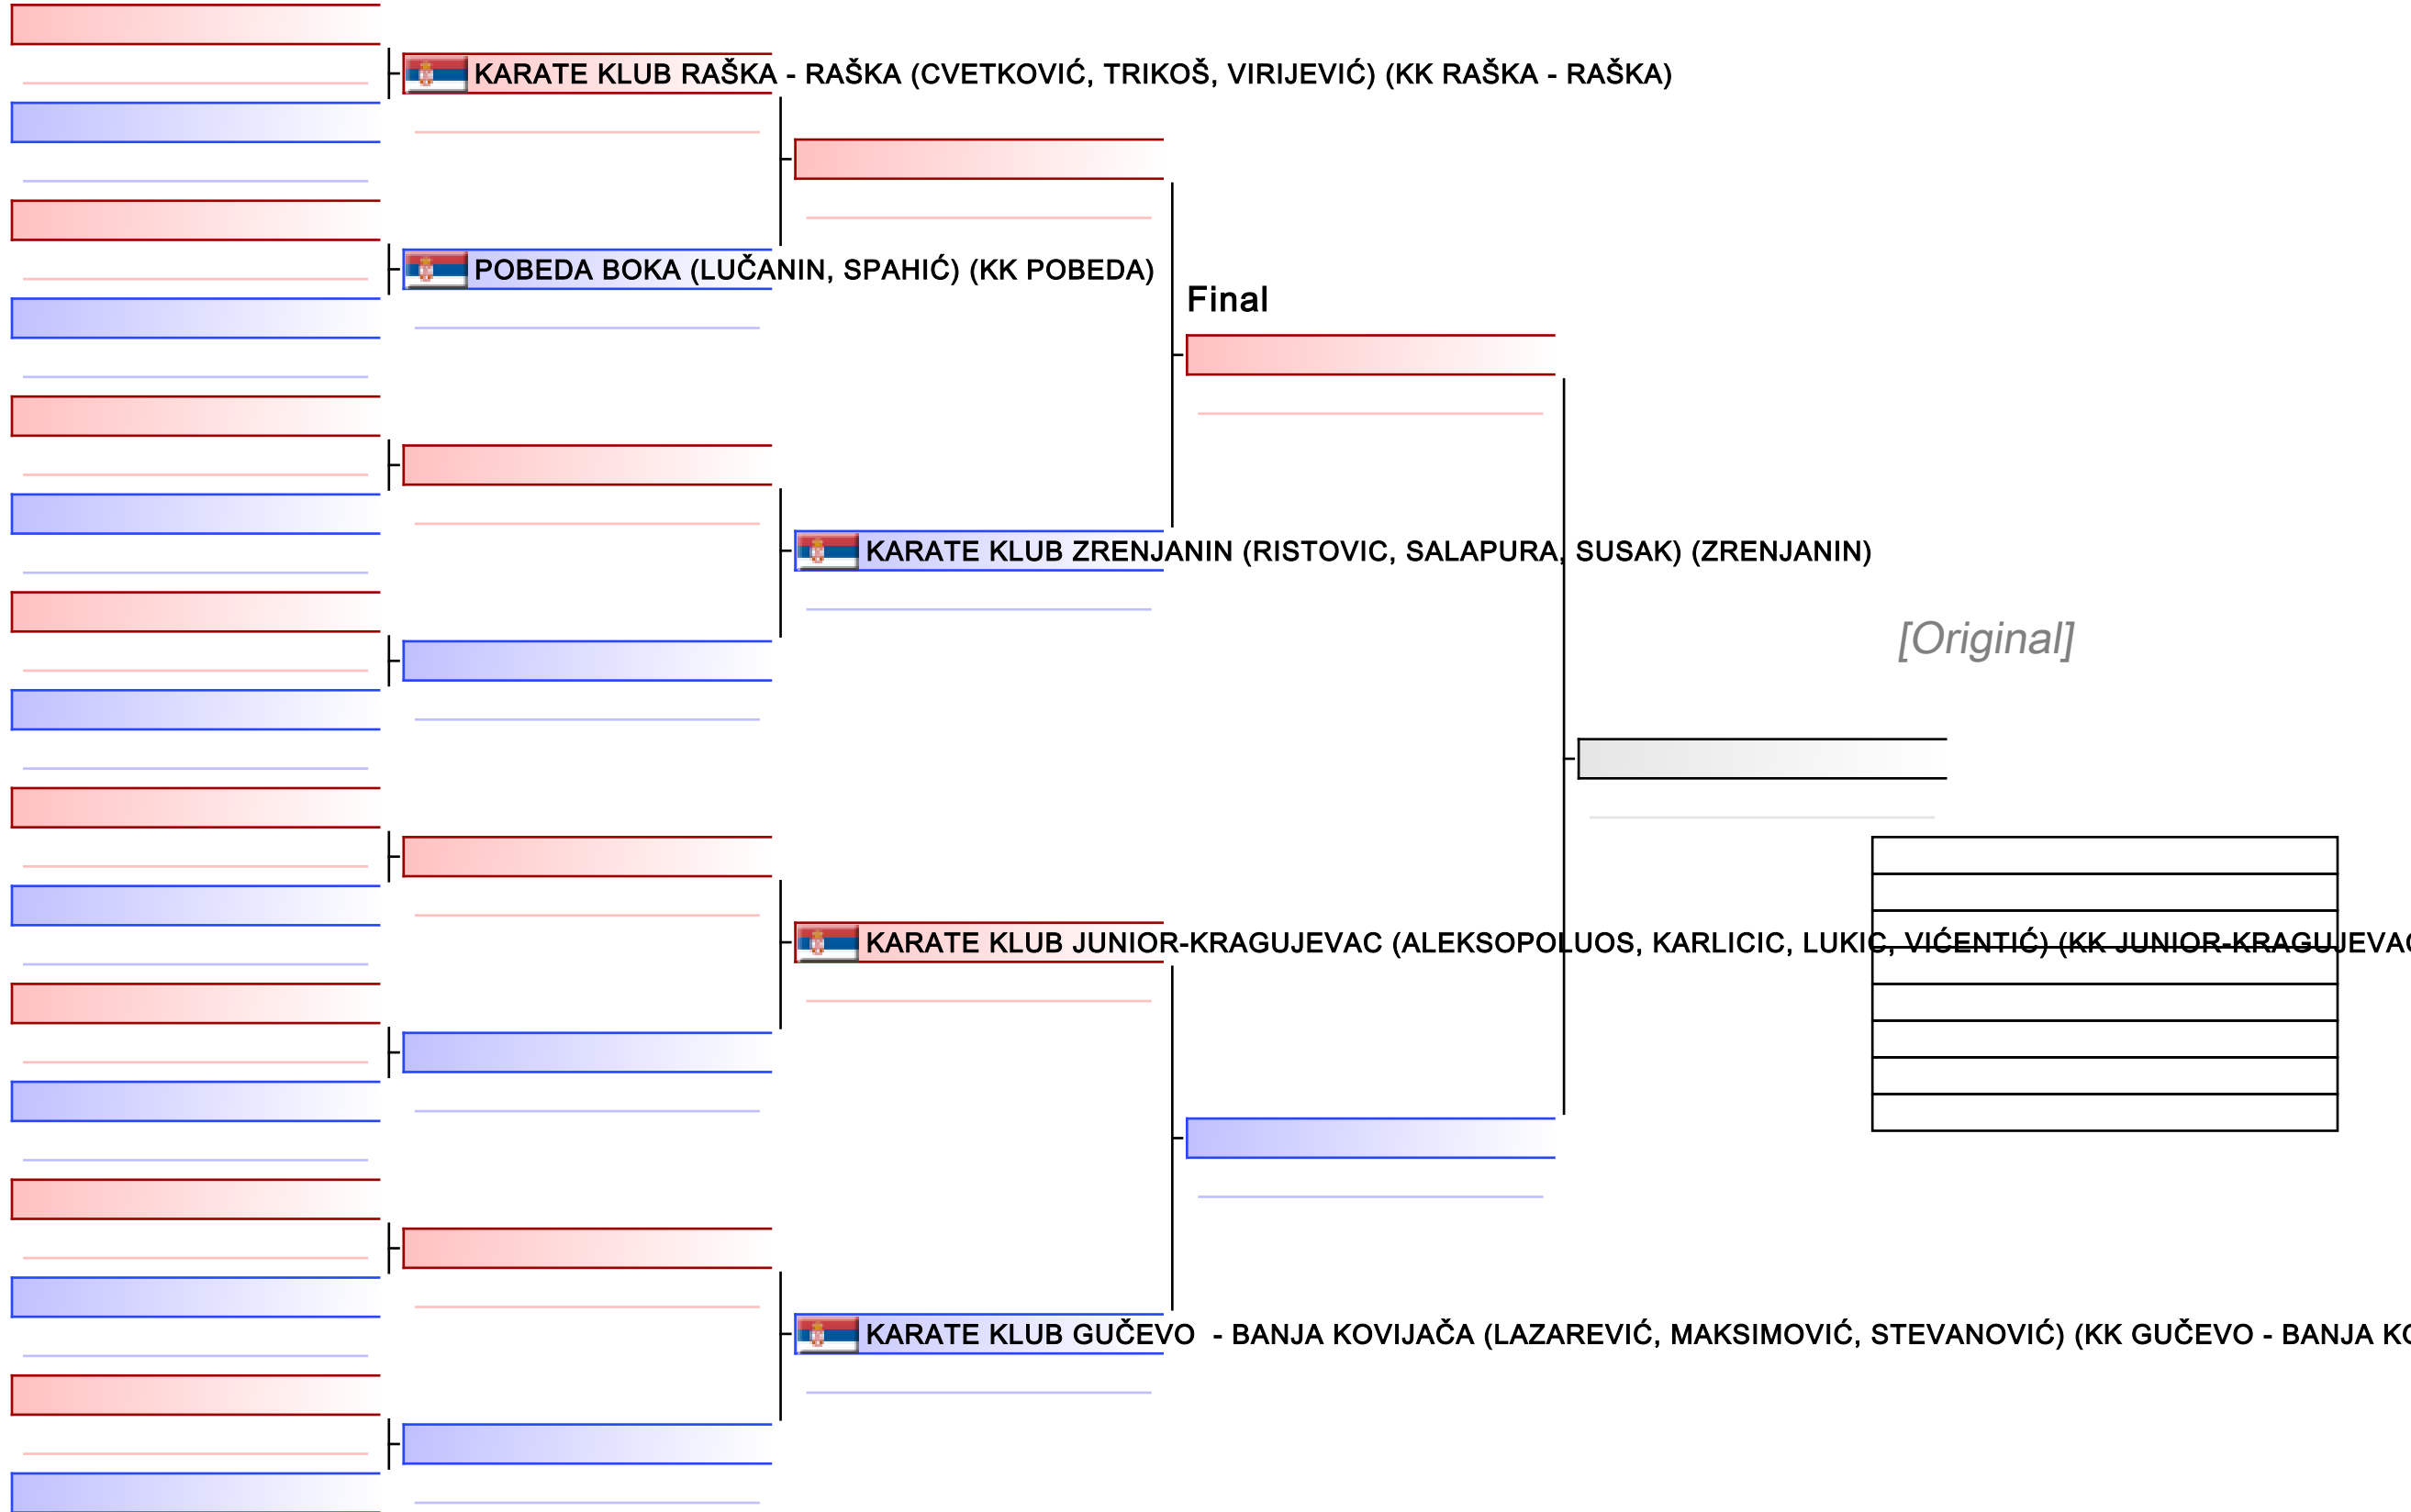 KARATE KLUB RAŠKA - RAŠKA (CVETKOVIĆ, TRIKOŠ, VIRIJEVIĆ) (KK RAŠKA - RAŠKA)
POBEDA BOKA (LUČANIN, SPAHIĆ) (KK POBEDA)
Final
KARATE KLUB ZRENJANIN (RISTOVIC, SALAPURA, SUSAK) (ZRENJANIN)
[Original]
KARATE KLUB JUNIOR-KRAGUJEVAC (ALEKSOPOLUOS, KARLICIC, LUKIC, VIĆENTIĆ) (KK JUNIOR-KRAGUJEVAC
KARATE KLUB GUČEVO - BANJA KOVIJAČA (LAZAREVIĆ, MAKSIMOVIĆ, STEVANOVIĆ) (KK GUČEVO - BANJA KO